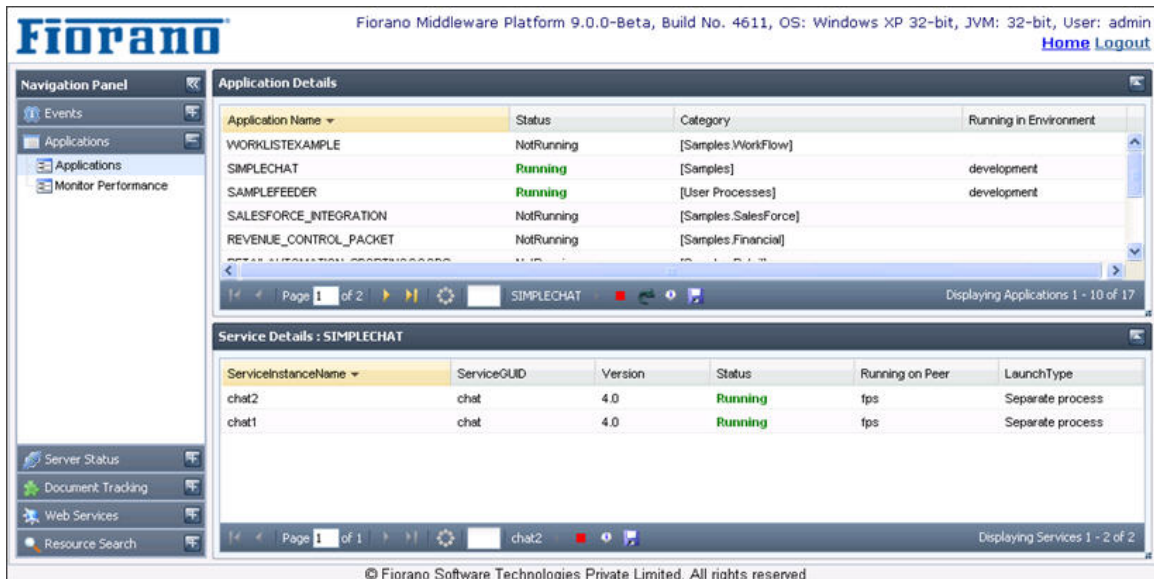 Fiorano
Fiorano Middleware Platform 9.0.0-Beta, Build No. 4611, OS: Windows XP 32-bit, JVM: 32-bit, User: admin
Home Logout
Navigation Panel
Events
Applications
Applications
Monitor Performance
Server Status
Document Tracking
Web Services
Resource Search
Application Details
Application Name Status Category Running in Environment
WORKLISTEXAMPLE NotRunning [Samples.WorkFlow]
SIMPLECHAT Running [Samples] development
SAMPLEFEEDER Running [User Processes] development
SALESFORCE_INTEGRATION NotRunning [Samples.SalesForce]
REVENUE_CONTROL_PACKET NotRunning [Samples.Financial]
Page 1 of 2 SIMPLECHAT Displaying Applications 1 - 10 of 17
Service Details : SIMPLECHAT
ServiceInstanceName ServiceGUID Version Status Running on Peer LaunchType
chat2 chat 4.0 Running fps Separate process
chat1 chat 4.0 Running fps Separate process
Page 1 of 1 chat2 Displaying Services 1 - 2 of 2
© Fiorano Software Technologies Private Limited. All rights reserved